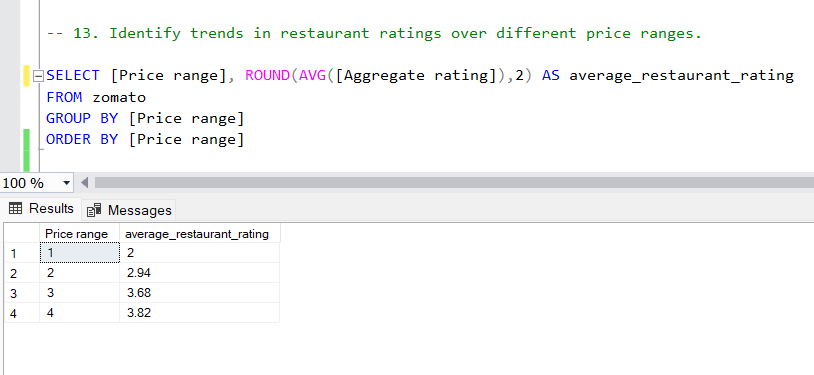 -- 13. Identify trends in restaurant ratings over different price ranges.
SELECT [Price range], ROUND(AVG([Aggregate rating]),2) AS average_restaurant_rating
FROM zomato
GROUP BY [Price range]
ORDER BY [Price range]
100 %
Results Messages
Price range average_restaurant_rating
1 1 2
2 2 2.94
3 3 3.68
4 4 3.82